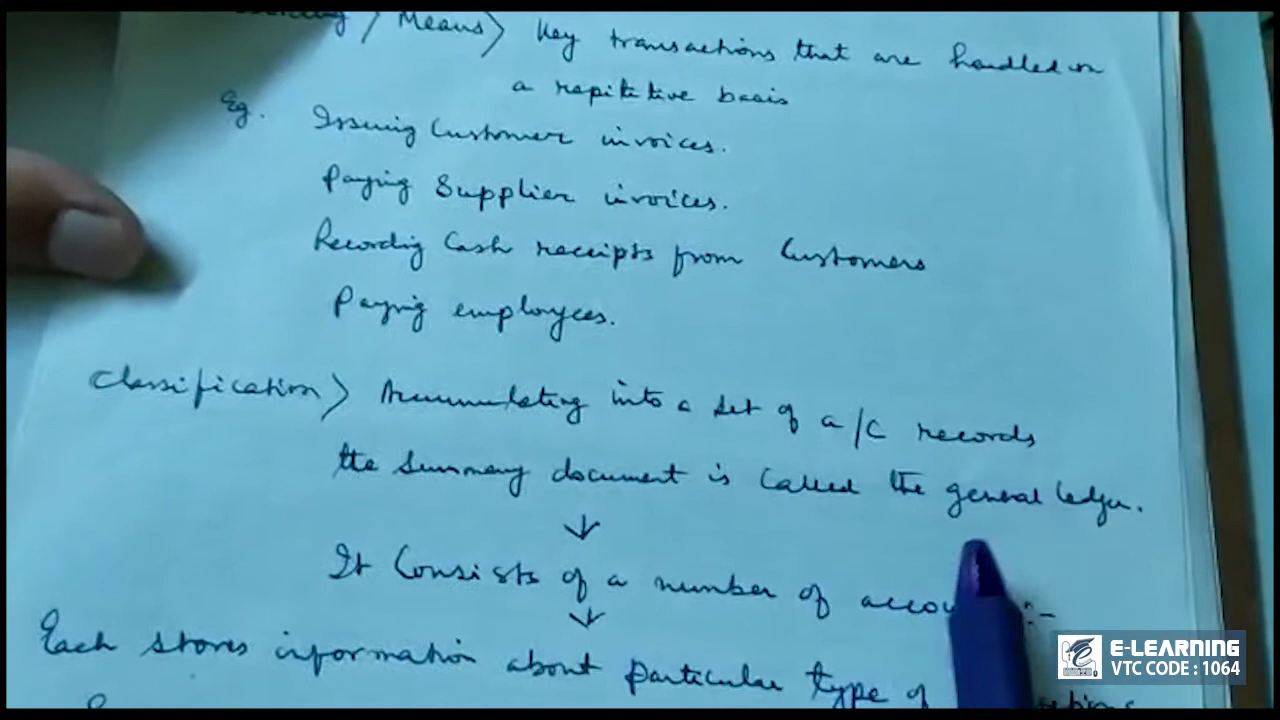 Means> Key transactions that are handled on
a repititive basis
Eg. Issuing Customer invoices.
Paying Supplier invoices.
Recording Cash receipts from Customers
Paying employees.
Classification> Accumulating into a set of a/c records
the Summary document is Called the general ledger.
↓
It Consists of a number of :-
↓
Each stores information about particular type of
E-LEARNING
VTC CODE : 1064